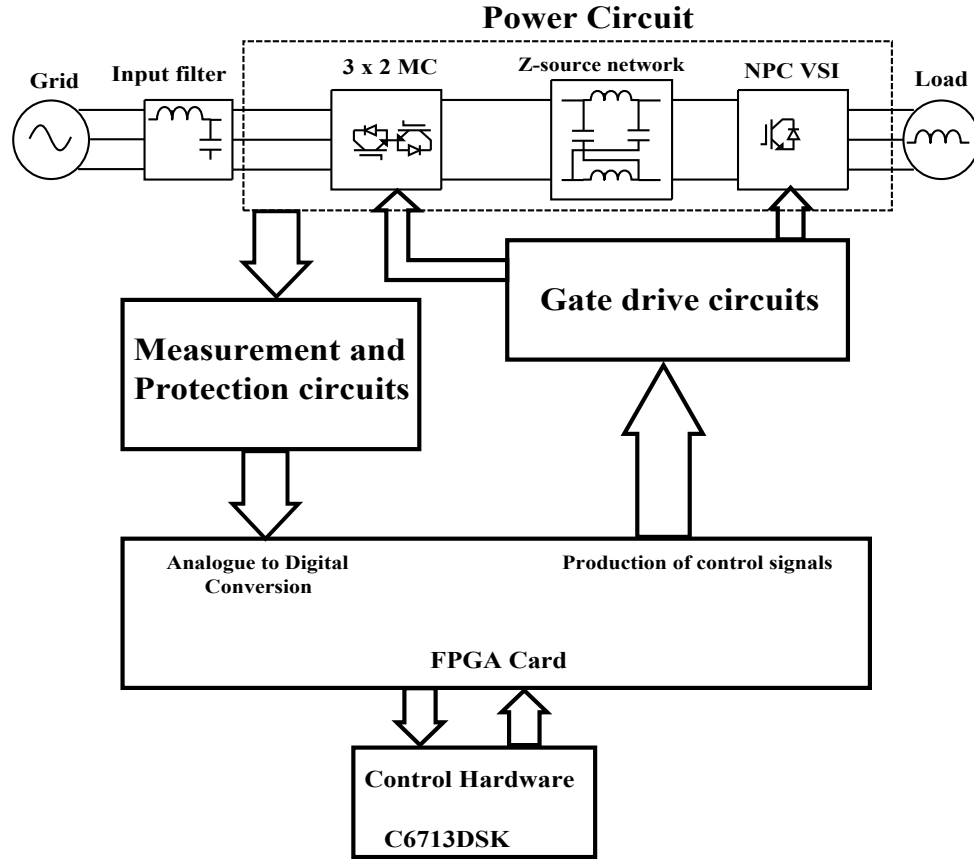 Power Circuit
Grid
Input filter
3 x 2 MC
Z-source network
NPC VSI
Load
Gate drive circuits
Measurement and
Protection circuits
Analogue to Digital
Conversion
Production of control signals
FPGA Card
Control Hardware
C6713DSK